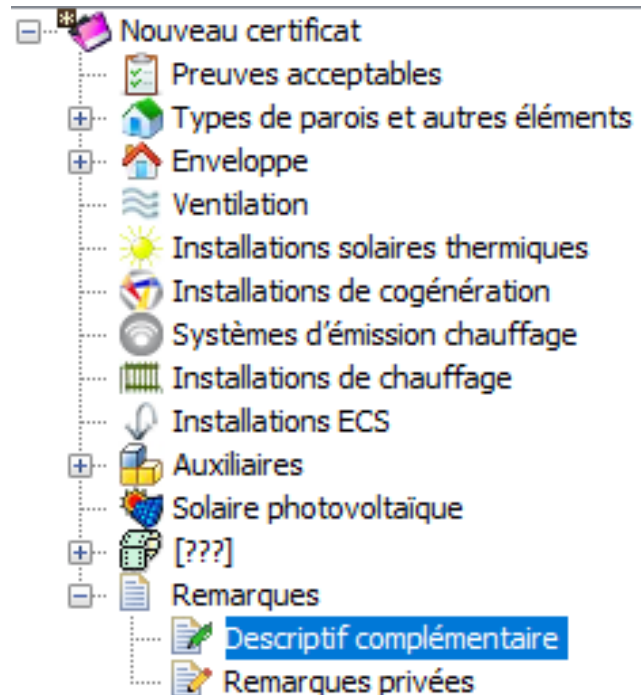 Nouveau certificat
Preuves acceptables
Types de parois et autres éléments
Enveloppe
Ventilation
Installations solaires thermiques
Installations de cogénération
Systèmes d'émission chauffage
Installations de chauffage
Installations ECS
Auxiliaires
Solaire photovoltaïque
[???]
Remarques
Descriptif complémentaire
Remarques privées